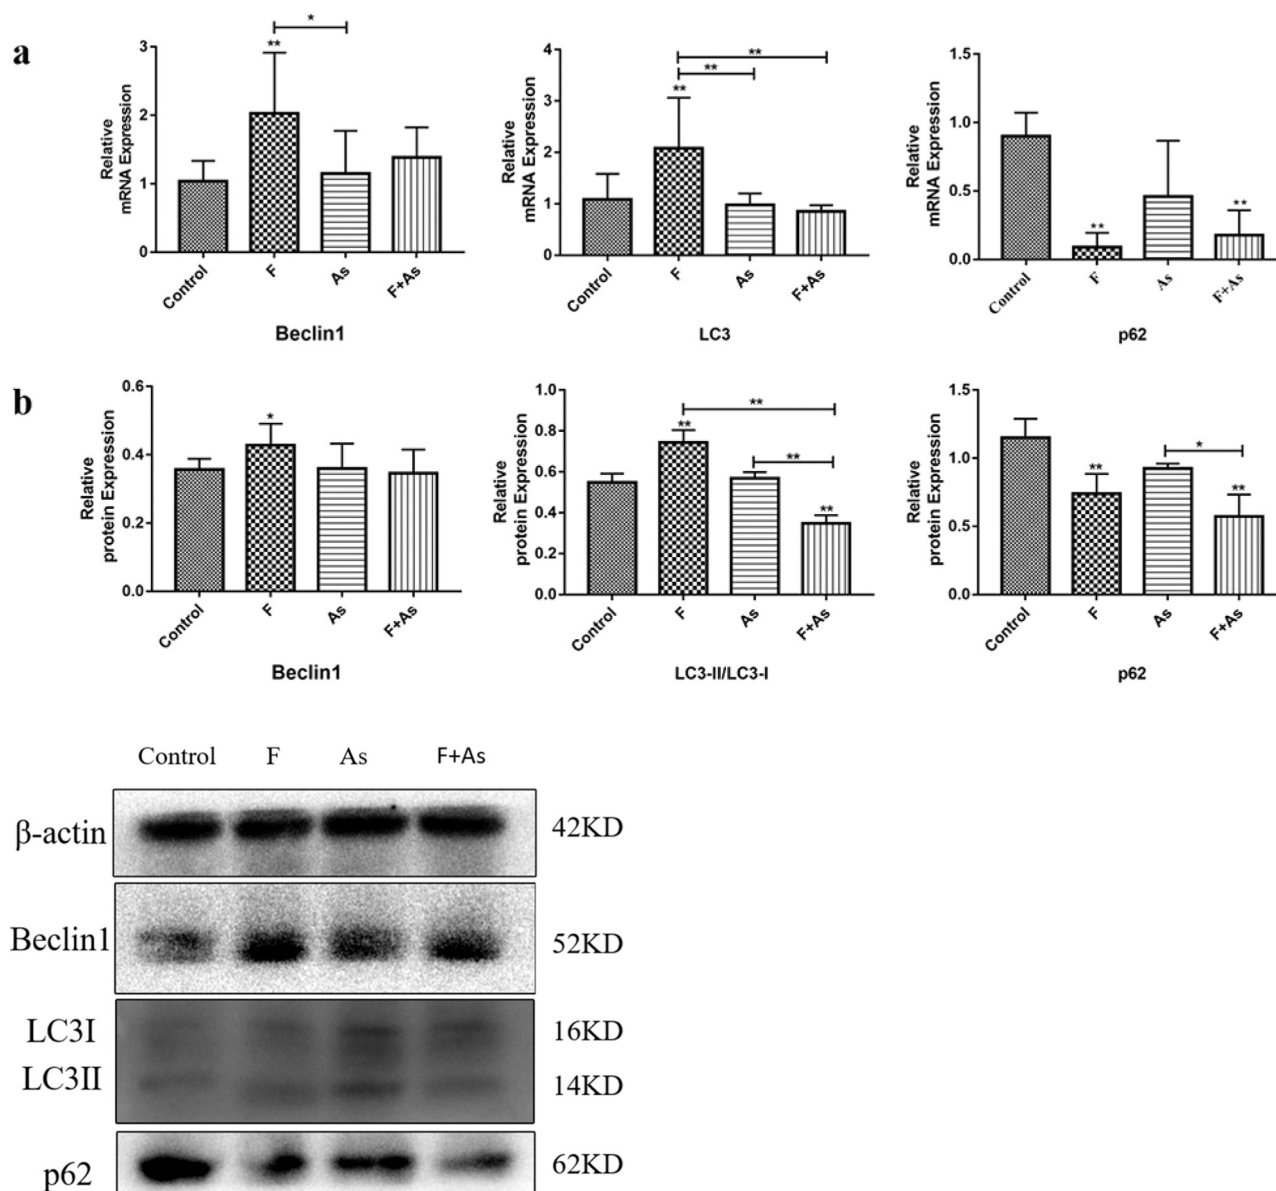 a
Relative
mRNA Expression
3
2
1
0
**
*
Control
F
As
F+As
Beclin1
Relative
mRNA Expression
4
3
2
1
0
**
**
**
Control
F
As
F+As
LC3
Relative
mRNA Expression
1.5
1.0
0.5
0.0
**
**
Control
F
As
F+As
p62
b
Relative
protein Expression
0.6
0.4
0.2
0.0
*
Control
F
As
F+As
Beclin1
Relative
protein Expression
1.0
0.8
0.6
0.4
0.2
0.0
**
**
**
**
Control
F
As
F+As
LC3-II/LC3-I
Relative
protein Expression
1.5
1.0
0.5
0.0
**
*
**
Control
F
As
F+As
p62
Control F As F+As
β-actin 42KD
Beclin1 52KD
LC3I 16KD
LC3II 14KD
p62 62KD